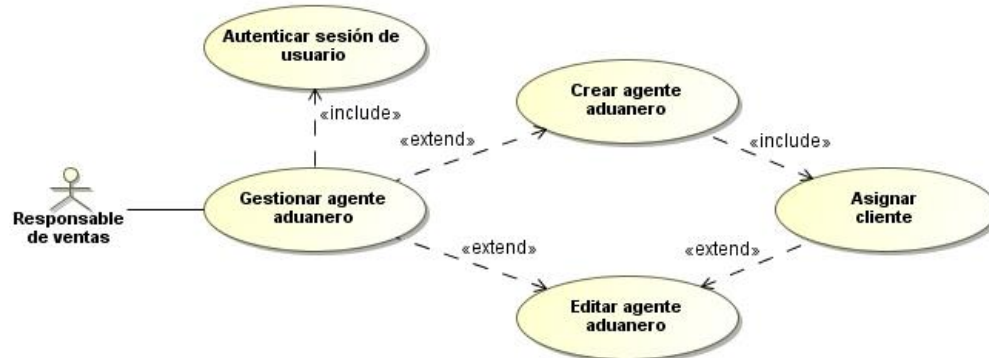 Autenticar sesión de
usuario
Crear agente
aduanero
«include»
«extend»
«include»
Gestionar agente
aduanero
Asignar
cliente
Responsable
de ventas
«extend»
«extend»
Editar agente
aduanero